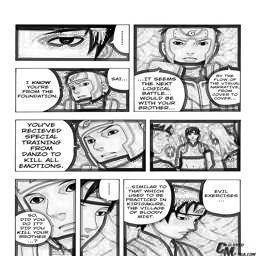 ...BY THE
FLOW OF
THE VISUAL
NARRATIVE, FROM
COVER TO
COVER...
...IT SEEMS
THE NEXT
LOGICAL
BATTLE...
WOULD BE
WITH YOUR
BROTHER...
...
SAI...
I KNOW
YOU'RE FROM
THE
FOUNDATION.
YOU'VE
RECIEVED
SPECIAL
TRAINING
FROM
DANZO TO
KILL ALL
EMOTIONS.
EVIL
EXERCISES...
...SIMILAR TO
THAT WHICH
USED TO BE
PRACTICED IN
KIRIGAKURE,
THE VILLAGE
OF BLOODY
MIST.
...
SO,
DID YOU
DO IT? DID
YOU KILL
YOUR
BROTHER
...?